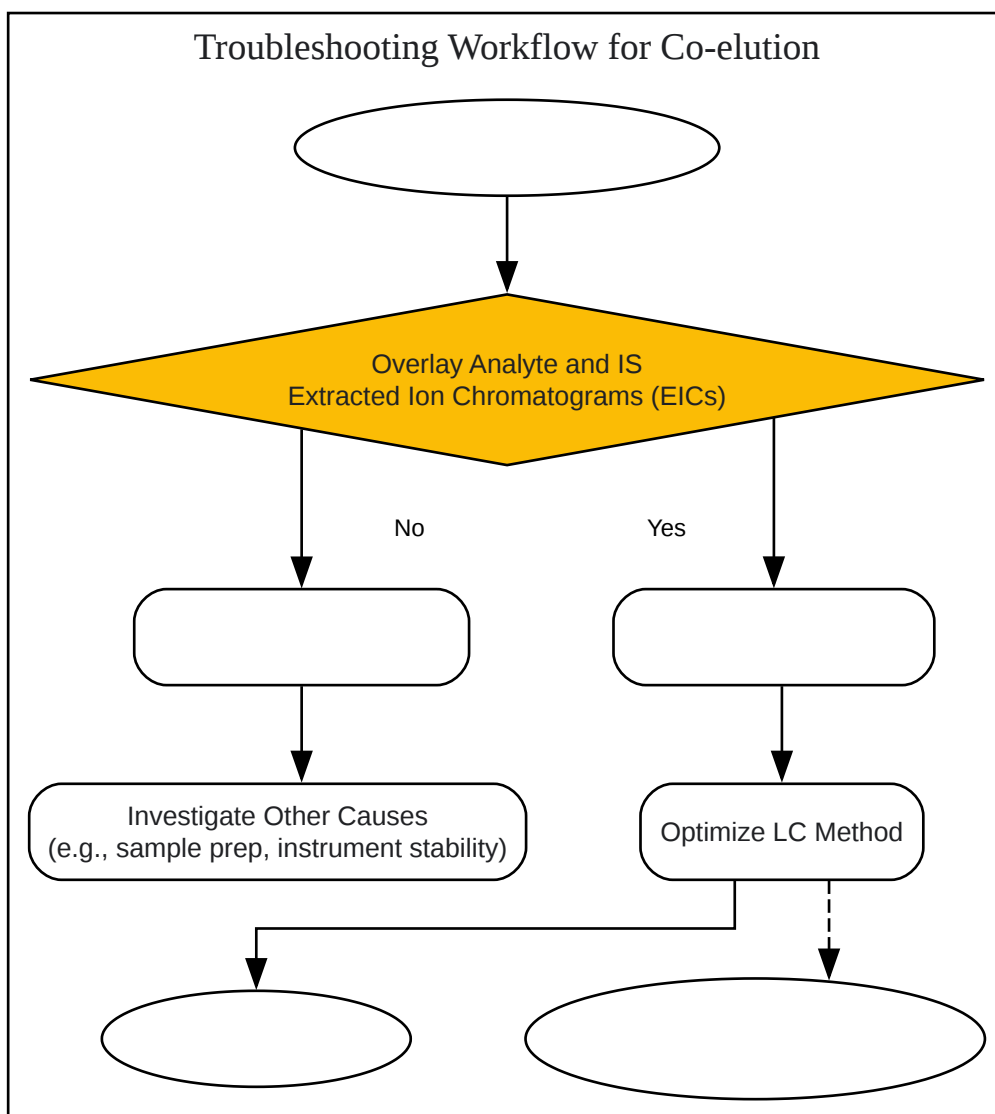 Troubleshooting Workflow for Co-elution
Overlay Analyte and IS
Extracted Ion Chromatograms (EICs)
No
Yes
Investigate Other Causes
(e.g., sample prep, instrument stability)
Optimize LC Method